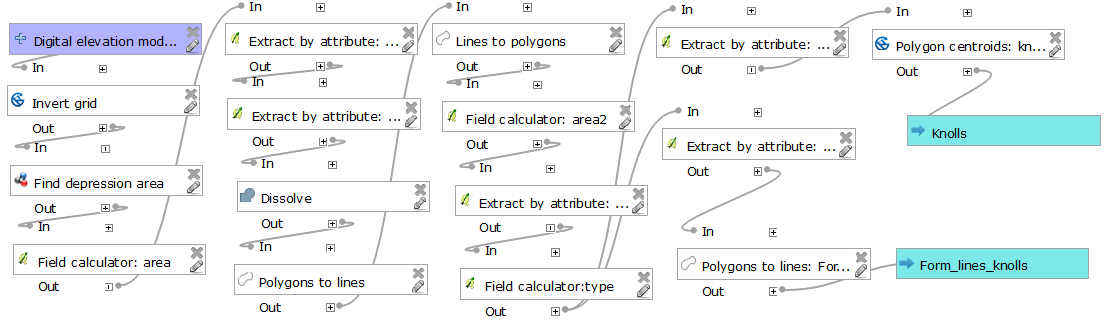 Digital elevation mod...
In
Invert grid
Out
In
Find depression area
Out
In
Field calculator: area
Out
In
Extract by attribute: ...
Out
In
Extract by attribute: ...
Out
In
Dissolve
Out
In
Polygons to lines
Out
In
Lines to polygons
Out
In
Field calculator: area2
Out
In
Extract by attribute: ...
Out
In
Field calculator:type
Out
In
Extract by attribute: ...
Out
In
Extract by attribute: ...
Out
In
Polygons to lines: For...
Out
In
Polygon centroids: kn...
Out
Knolls
Form_lines_knolls